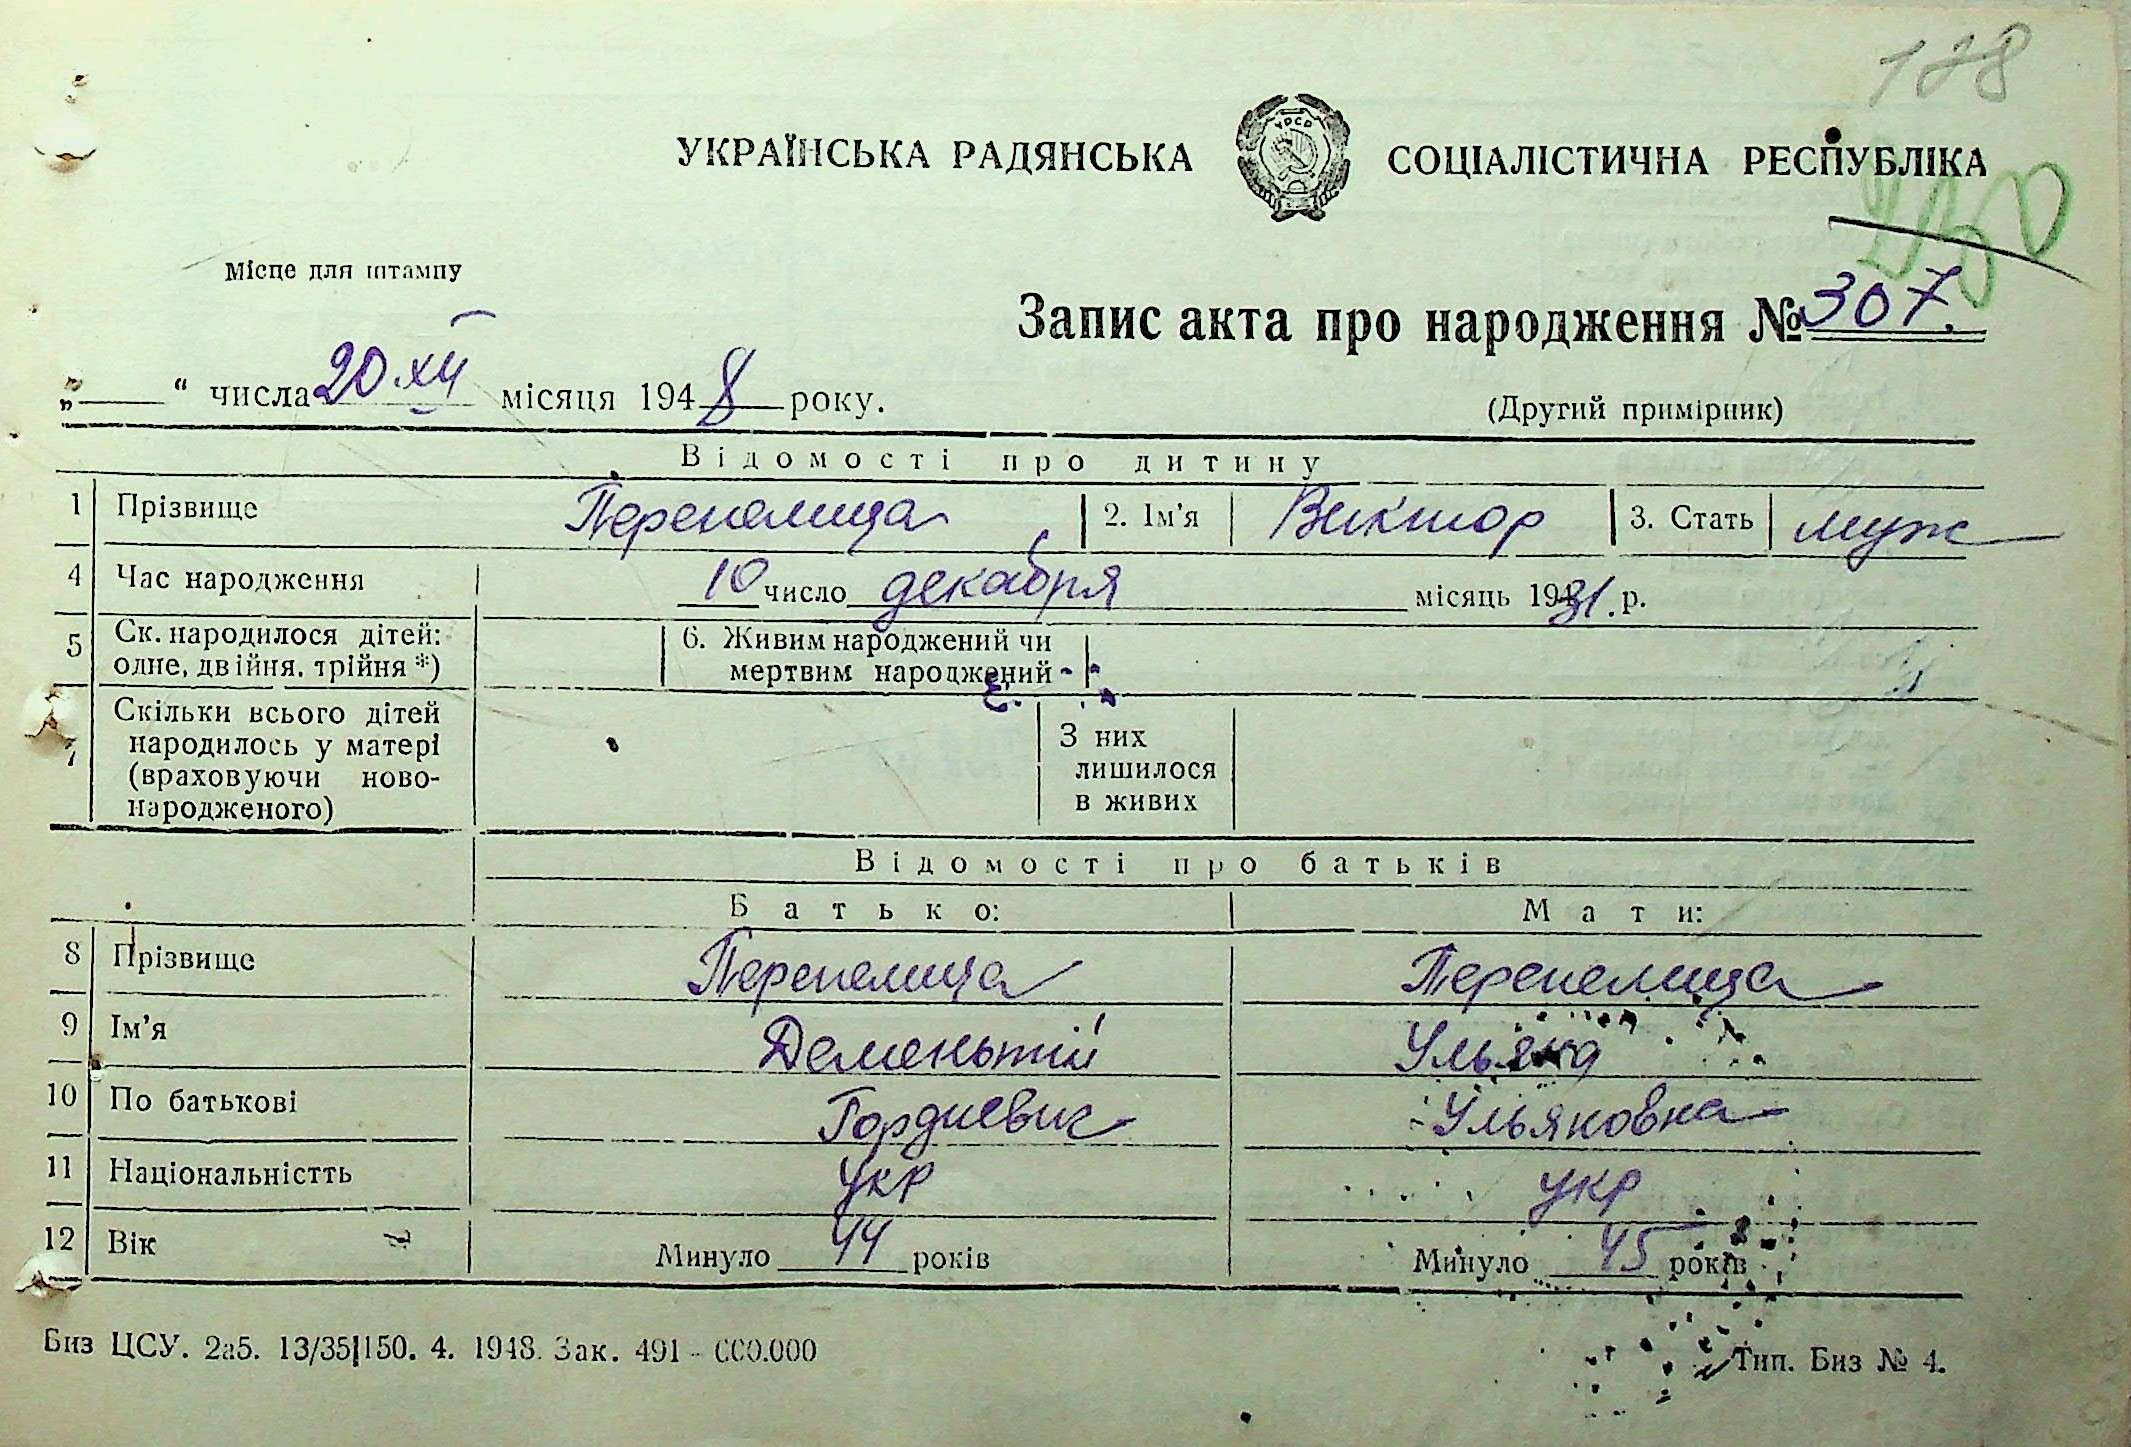 178
УРСР
УКРАЇНСЬКА РАДЯНСЬКА СОЦІАЛІСТИЧНА РЕСПУБЛІКА
Місце для штампу
Запис акта про народження № 307.
„ “ числа 20 XII місяця 1948 року.
(Другий примірник)
Відомості про дитину
1 Прізвище Перепелица 2. Ім'я Виктор 3. Стать муж
4 Час народження 10 число декабря місяць 1931. р.
5 Ск. народилося дітей: одне, двійня, трійня *) 6. Живим народжений чи мертвим народжений
7 Скільки всього дітей народилось у матері (враховуючи новонародженого) З них лишилося в живих
Відомості про батьків
Батько: Мати:
8 Прізвище Перепелица Перепелица
9 Ім'я Дементий Ульяна
10 По батькові Гордиевич Ульяновна
11 Національністть укр укр
12 Вік Минуло 44 років Минуло 45 років
Биз ЦСУ. 2а5. 13/35|150. 4. 1948. Зак. 491 - 000.000 Тип. Биз № 4.